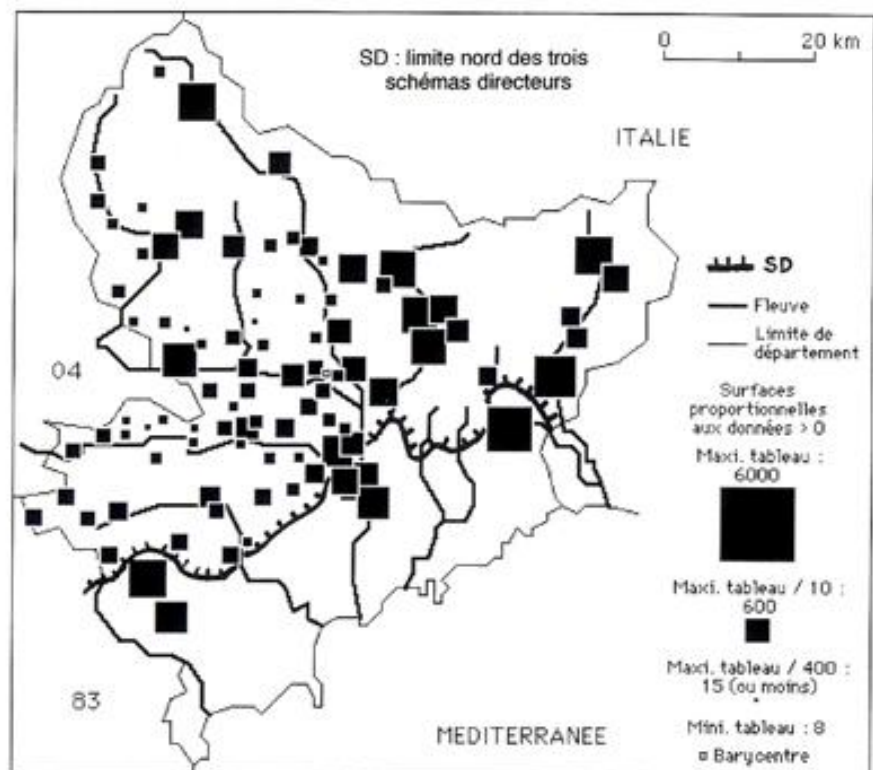 SD : limite nord des trois
schémas directeurs
0 20 km
ITALIE
SD
Fleuve
Limite de
département
04
Surfaces
proportionnelles
aux données > 0
Maxi. tableau :
6000
Maxi. tableau / 10 :
600
Maxi. tableau / 400 :
15 (ou moins)
83
MEDITERRANEE
Mini. tableau : 8
Barycentre